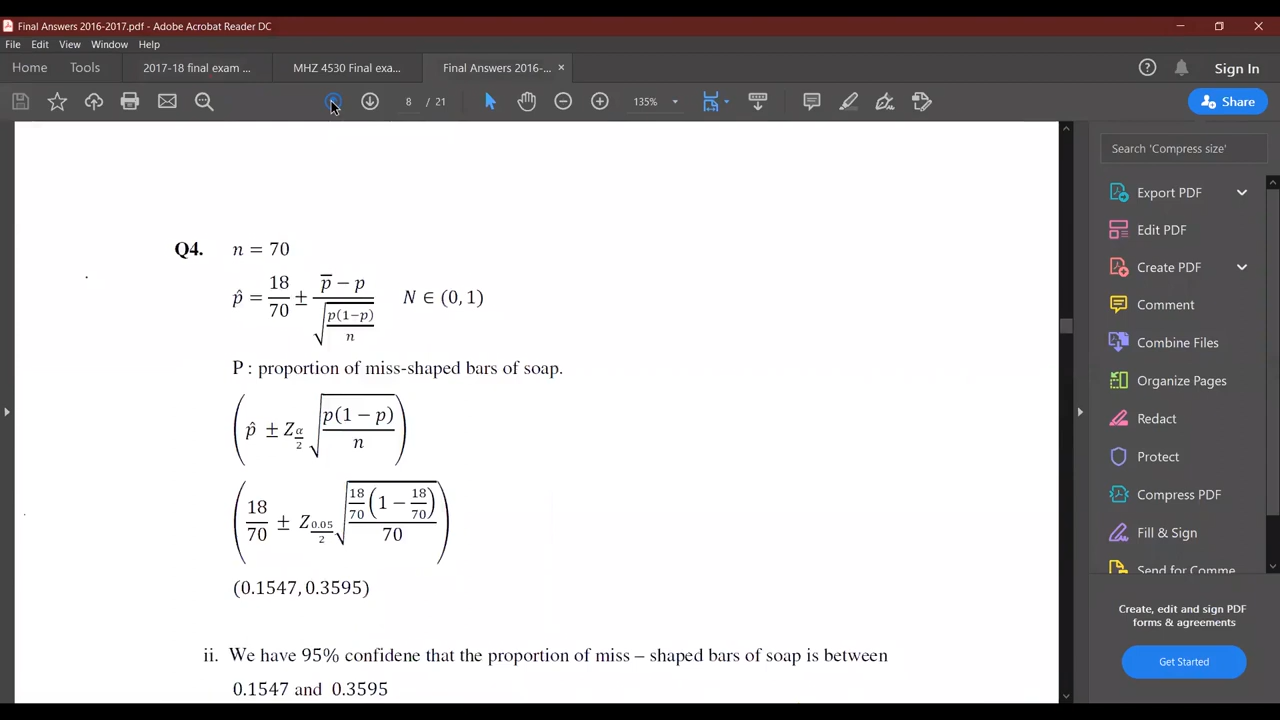 Final Answers 2016-2017.pdf - Adobe Acrobat Reader DC
File Edit View Window Help
Home Tools 2017-18 final exam ... MHZ 4530 Final exa... Final Answers 2016-... ×
Sign In
8 / 21 135% Share
Search 'Compress size'
Export PDF
Edit PDF
Create PDF
Comment
Combine Files
Organize Pages
Redact
Protect
Compress PDF
Fill & Sign
Send for Comme
Create, edit and sign PDF
forms & agreements
Get Started
Q4. n = 70
p̂ = 18/70 ± (p̅ − p)/√(p(1−p)/n) N ∈ (0, 1)
P : proportion of miss-shaped bars of soap.
(p̂ ± Z_(α/2) √(p(1 − p)/n))
(18/70 ± Z_(0.05/2) √(18/70 (1 − 18/70)/70))
(0.1547, 0.3595)
ii. We have 95% confidene that the proportion of miss – shaped bars of soap is between
0.1547 and 0.3595